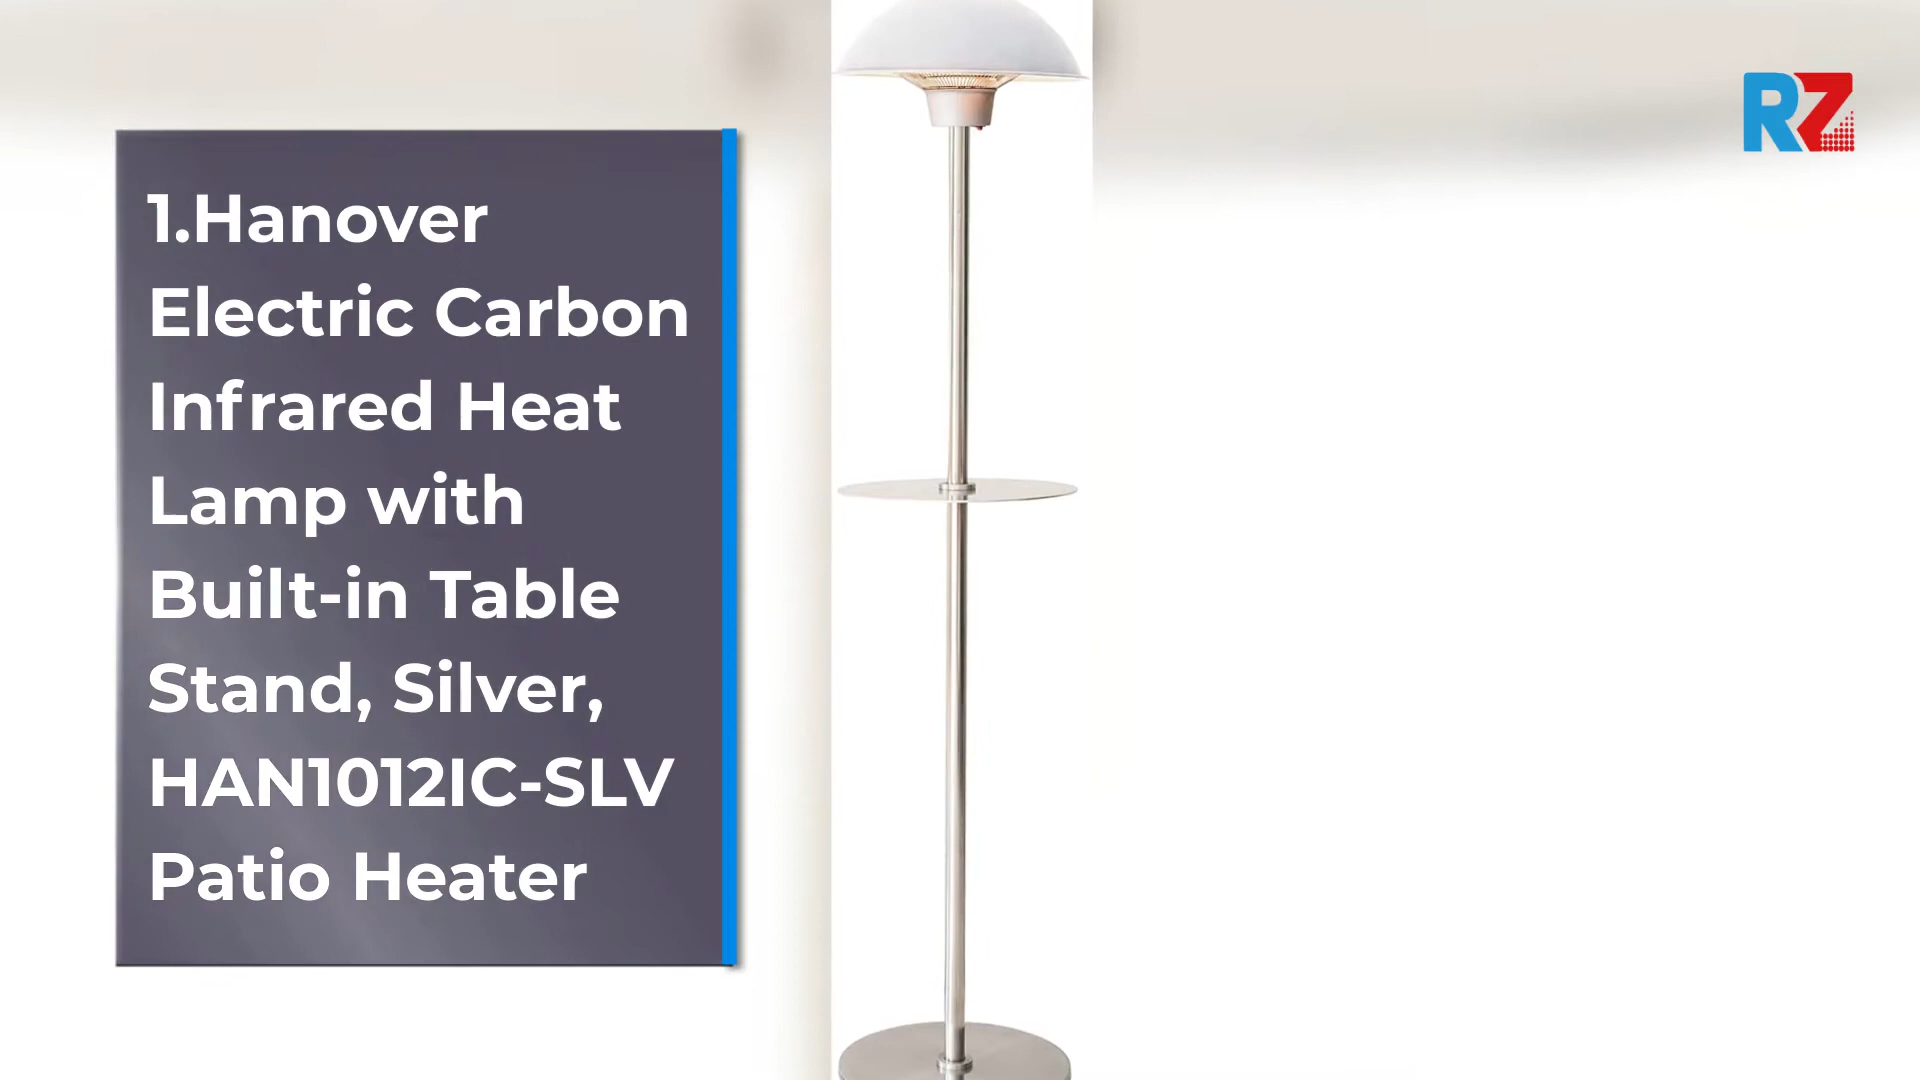 1.Hanover
Electric Carbon
Infrared Heat
Lamp with
Built-in Table
Stand, Silver,
HAN1012IC-SLV
Patio Heater
RZ